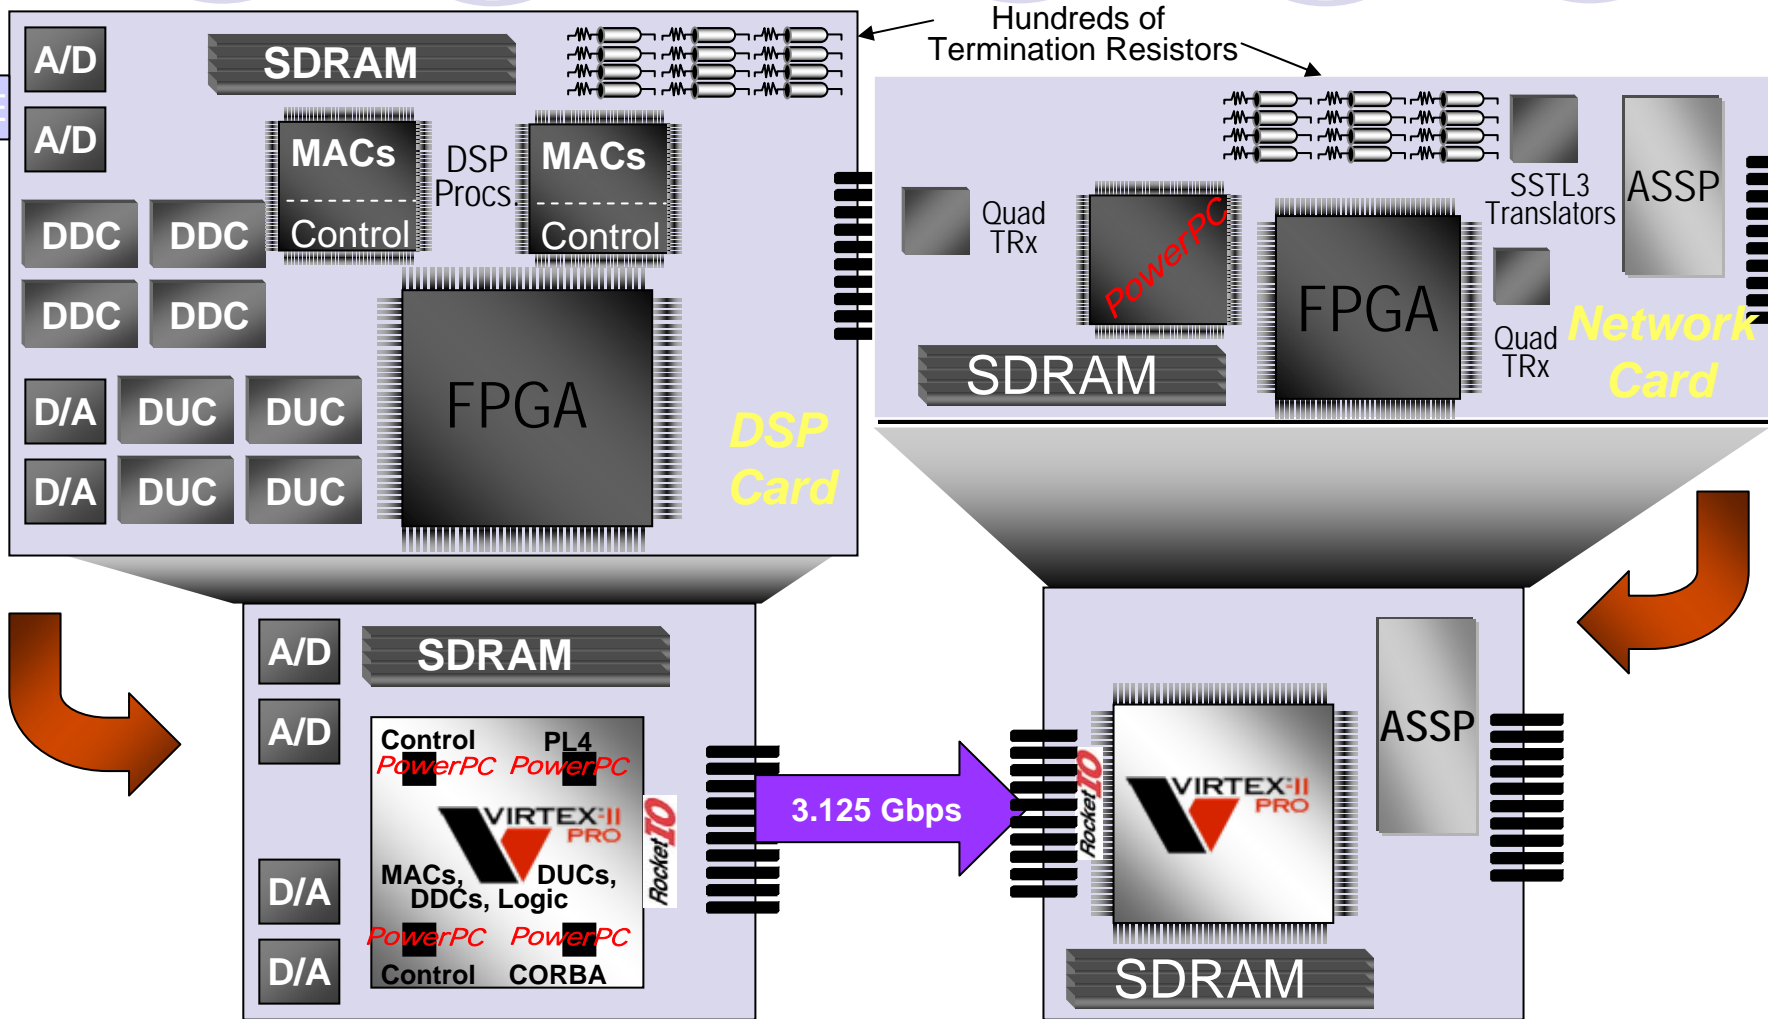 Hundreds of
Termination Resistors
A/D
SDRAM
A/D
MACs
DSP
Procs.
MACs
Control
Control
DDC
DDC
DDC
DDC
D/A
DUC
DUC
FPGA
DSP
Card
D/A
DUC
DUC
SSTL3
Translators
ASSP
Quad
TRx
PowerPC
FPGA
Quad
TRx
Network
Card
SDRAM
A/D
SDRAM
A/D
Control
PL4
PowerPC
PowerPC
VIRTEX-II
PRO
RocketIO
MACs,
DUCs,
DDCs, Logic
D/A
PowerPC
PowerPC
D/A
Control
CORBA
3.125 Gbps
RocketIO
VIRTEX-II
PRO
ASSP
SDRAM